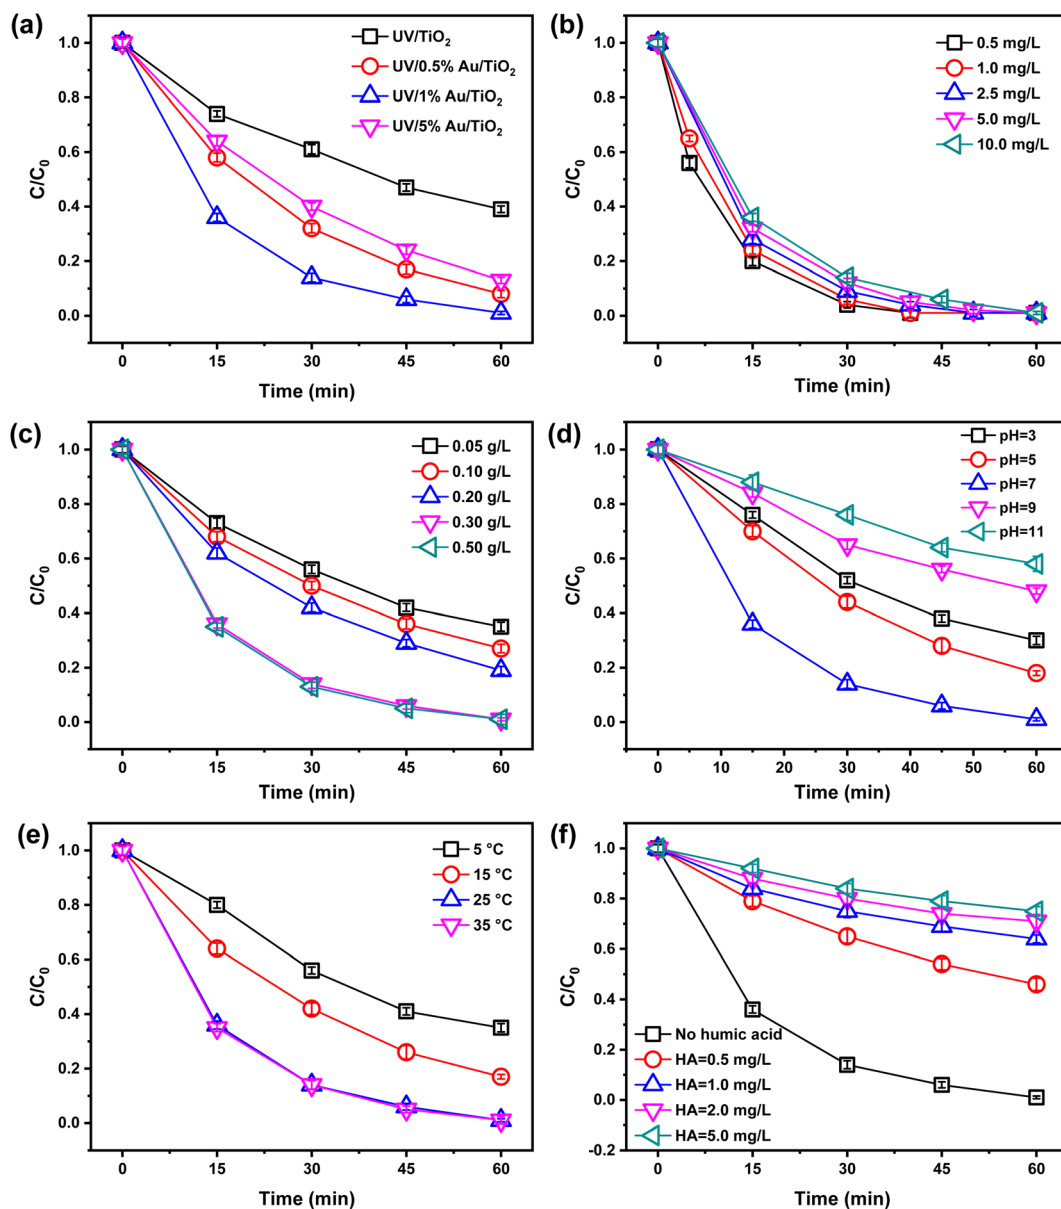 (a)
UV/TiO2
UV/0.5% Au/TiO2
UV/1% Au/TiO2
UV/5% Au/TiO2
1.0
0.8
0.6
0.4
0.2
0.0
C/C0
0 15 30 45 60
Time (min)
(b)
0.5 mg/L
1.0 mg/L
2.5 mg/L
5.0 mg/L
10.0 mg/L
1.0
0.8
0.6
0.4
0.2
0.0
C/C0
0 15 30 45 60
Time (min)
(c)
0.05 g/L
0.10 g/L
0.20 g/L
0.30 g/L
0.50 g/L
1.0
0.8
0.6
0.4
0.2
0.0
C/C0
0 15 30 45 60
Time (min)
(d)
pH=3
pH=5
pH=7
pH=9
pH=11
1.0
0.8
0.6
0.4
0.2
0.0
C/C0
0 10 15 20 30 40 50 60
Time (min)
(e)
5 °C
15 °C
25 °C
35 °C
1.0
0.8
0.6
0.4
0.2
0.0
C/C0
0 15 30 45 60
Time (min)
(f)
1.0
0.8
0.6
0.4
0.2
0.0
-0.2
C/C0
No humic acid
HA=0.5 mg/L
HA=1.0 mg/L
HA=2.0 mg/L
HA=5.0 mg/L
0 15 30 45 60
Time (min)